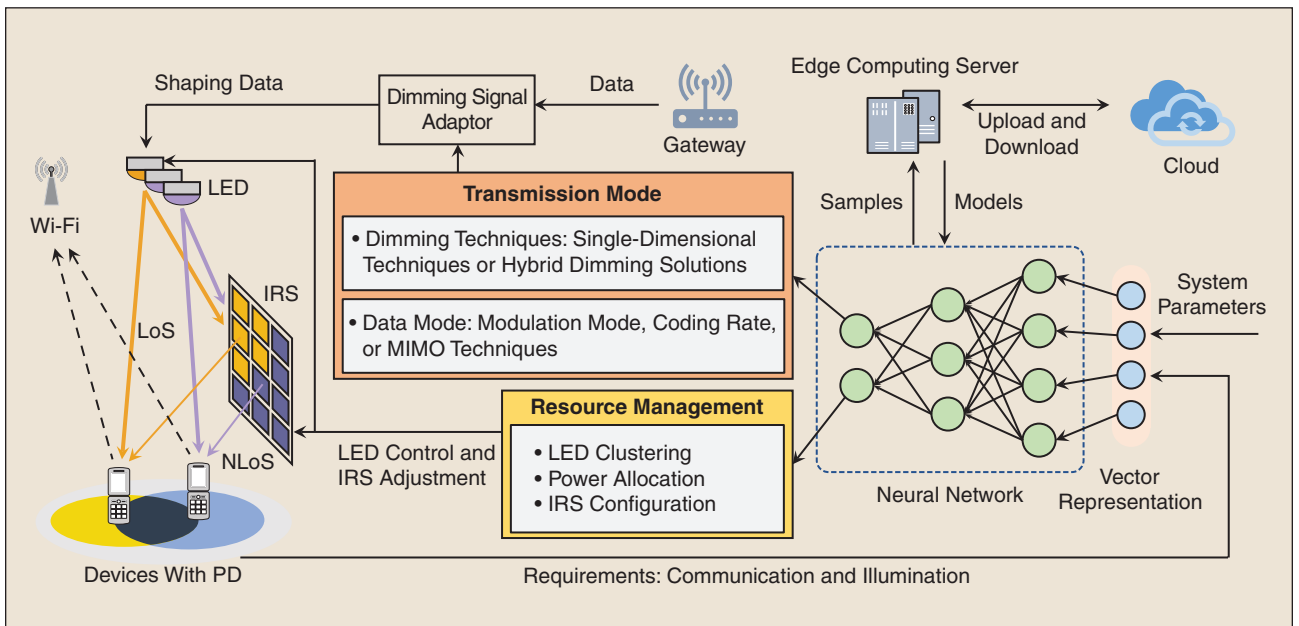 Edge Computing Server
Shaping Data
Dimming Signal
Adaptor
Data
Gateway
Upload and
Download
Cloud
Wi-Fi
LED
Transmission Mode
• Dimming Techniques: Single-Dimensional
Techniques or Hybrid Dimming Solutions
• Data Mode: Modulation Mode, Coding Rate,
or MIMO Techniques
Samples
Models
System
Parameters
IRS
LoS
NLoS
Resource Management
• LED Clustering
• Power Allocation
• IRS Configuration
LED Control and
IRS Adjustment
Neural Network
Vector
Representation
Devices With PD
Requirements: Communication and Illumination